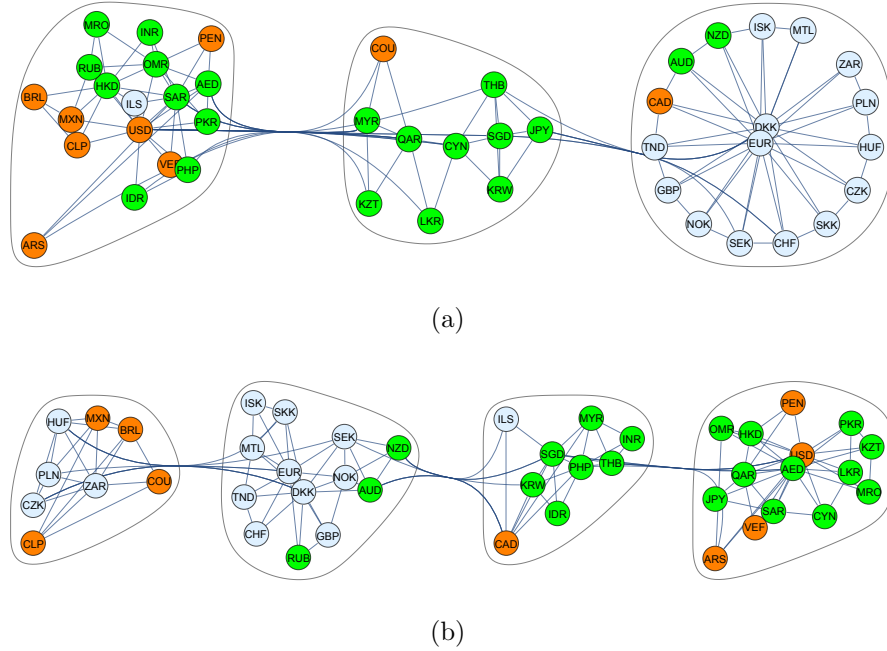 MRO
INR
PEN
RUB
OMR
HKD
AED
BRL
ILS
SAR
MXN
USD
PKR
CLP
VEF
PHP
IDR
ARS
COU
THB
MYR
QAR
CYN
SGD
JPY
KZT
LKR
KRW
ISK
MTL
NZD
AUD
ZAR
CAD
PLN
DKK
TND
EUR
HUF
GBP
CZK
NOK
SKK
SEK
CHF
(a)
HUF
MXN
BRL
PLN
ZAR
COU
CZK
CLP
ISK
SKK
MTL
SEK
NZD
EUR
NOK
TND
DKK
AUD
CHF
GBP
RUB
ILS
MYR
INR
SGD
PHP
THB
KRW
IDR
CAD
PEN
OMR
HKD
PKR
USD
KZT
QAR
AED
LKR
JPY
MRO
SAR
CYN
VEF
ARS
(b)